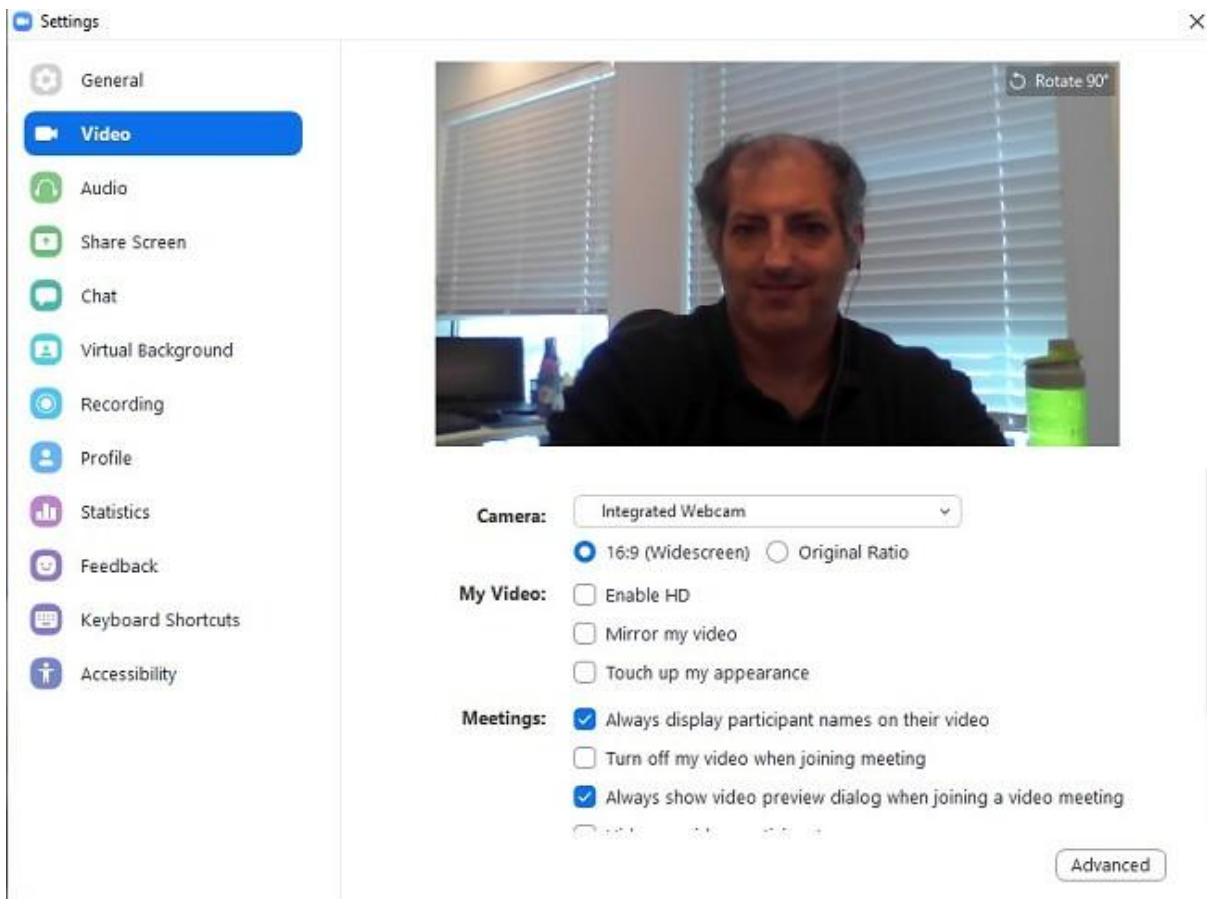 Settings
General
Video
Audio
Share Screen
Chat
Virtual Background
Recording
Profile
Statistics
Feedback
Keyboard Shortcuts
Accessibility
Rotate 90°
Camera: Integrated Webcam
16:9 (Widescreen) Original Ratio
My Video: Enable HD
Mirror my video
Touch up my appearance
Meetings: Always display participant names on their video
Turn off my video when joining meeting
Always show video preview dialog when joining a video meeting
Advanced